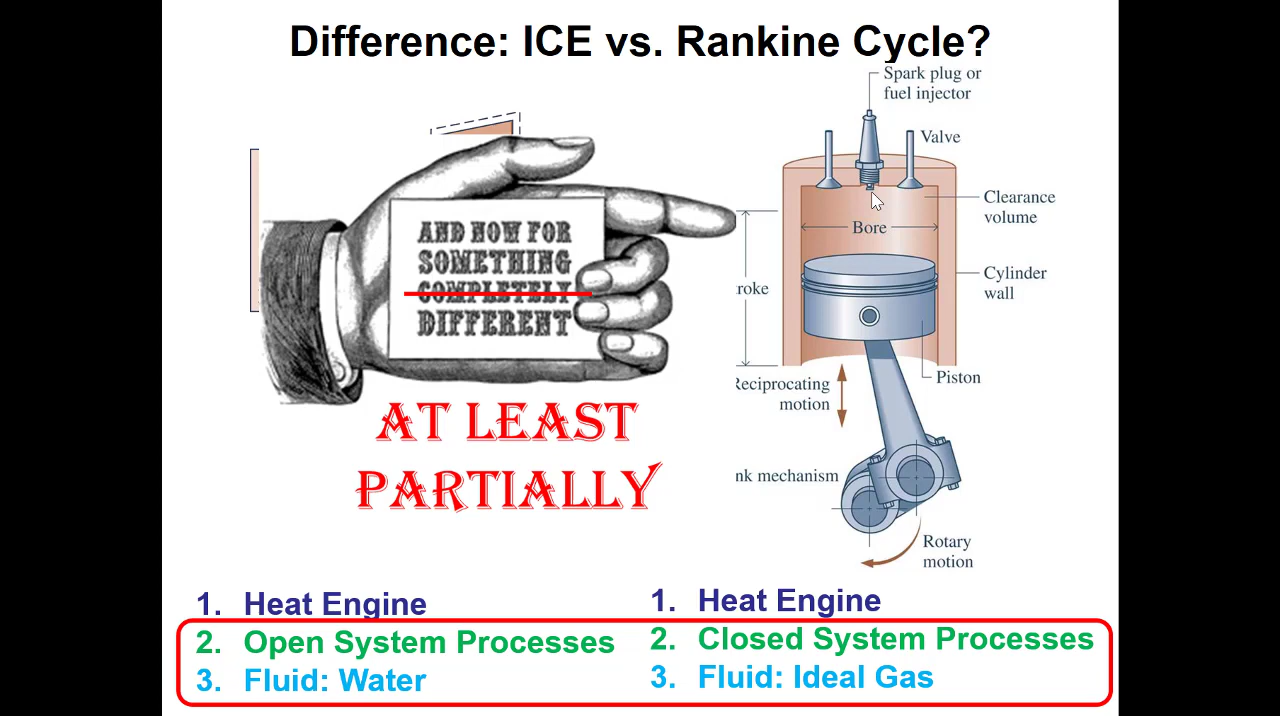 Difference: ICE vs. Rankine Cycle?
Spark plug or
fuel injector
Valve
Clearance
volume
Bore
Cylinder
wall
roke
Piston
Reciprocating
motion
nk mechanism
Rotary
motion
AND NOW FOR
SOMETHING
COMPLETELY
DIFFERENT
AT LEAST
PARTIALLY
1. Heat Engine
2. Open System Processes
3. Fluid: Water
1. Heat Engine
2. Closed System Processes
3. Fluid: Ideal Gas